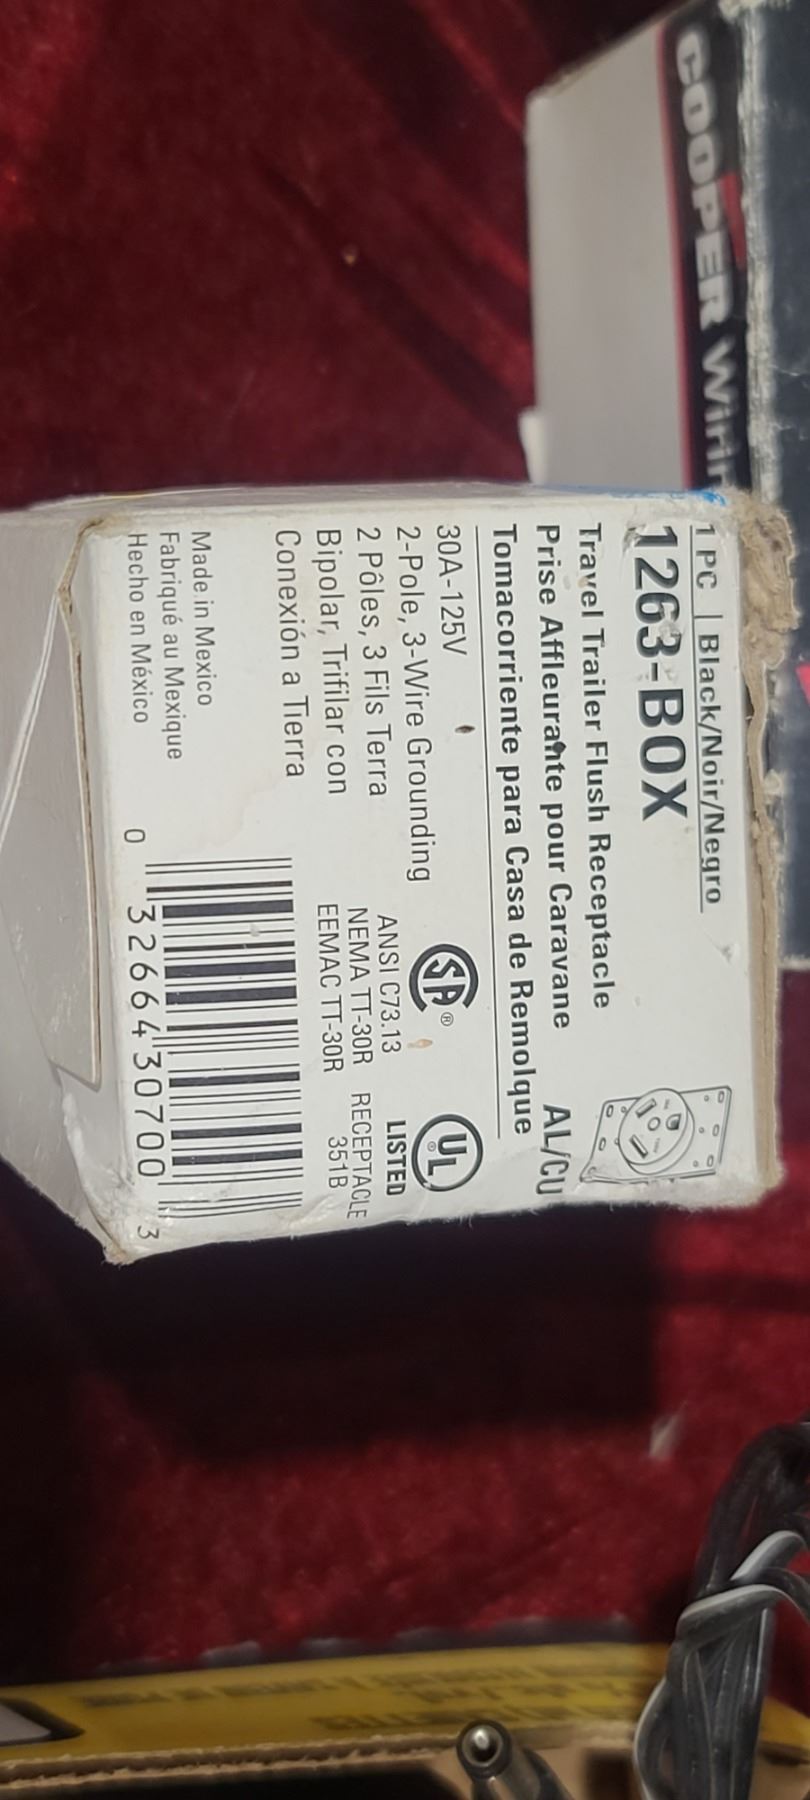 COOPER Wirin
1 PC | Black/Noir/Negro
1263-BOX
Travel Trailer Flush Receptacle
Prise Affleurante pour Caravane AL/CU
Tomacorriente para Casa de Remolque
30A-125V
2-Pole, 3-Wire Grounding
2 Pôles, 3 Fils Terra
Bipolar, Trifilar con
Conexión a Tierra
SA®
ANSI C73.13
NEMA TT-30R
EEMAC TT-30R
UL®
LISTED
RECEPTACLE
351B
Made in Mexico
Fabriqué au Mexique
Hecho en México
0 32664 30700 3